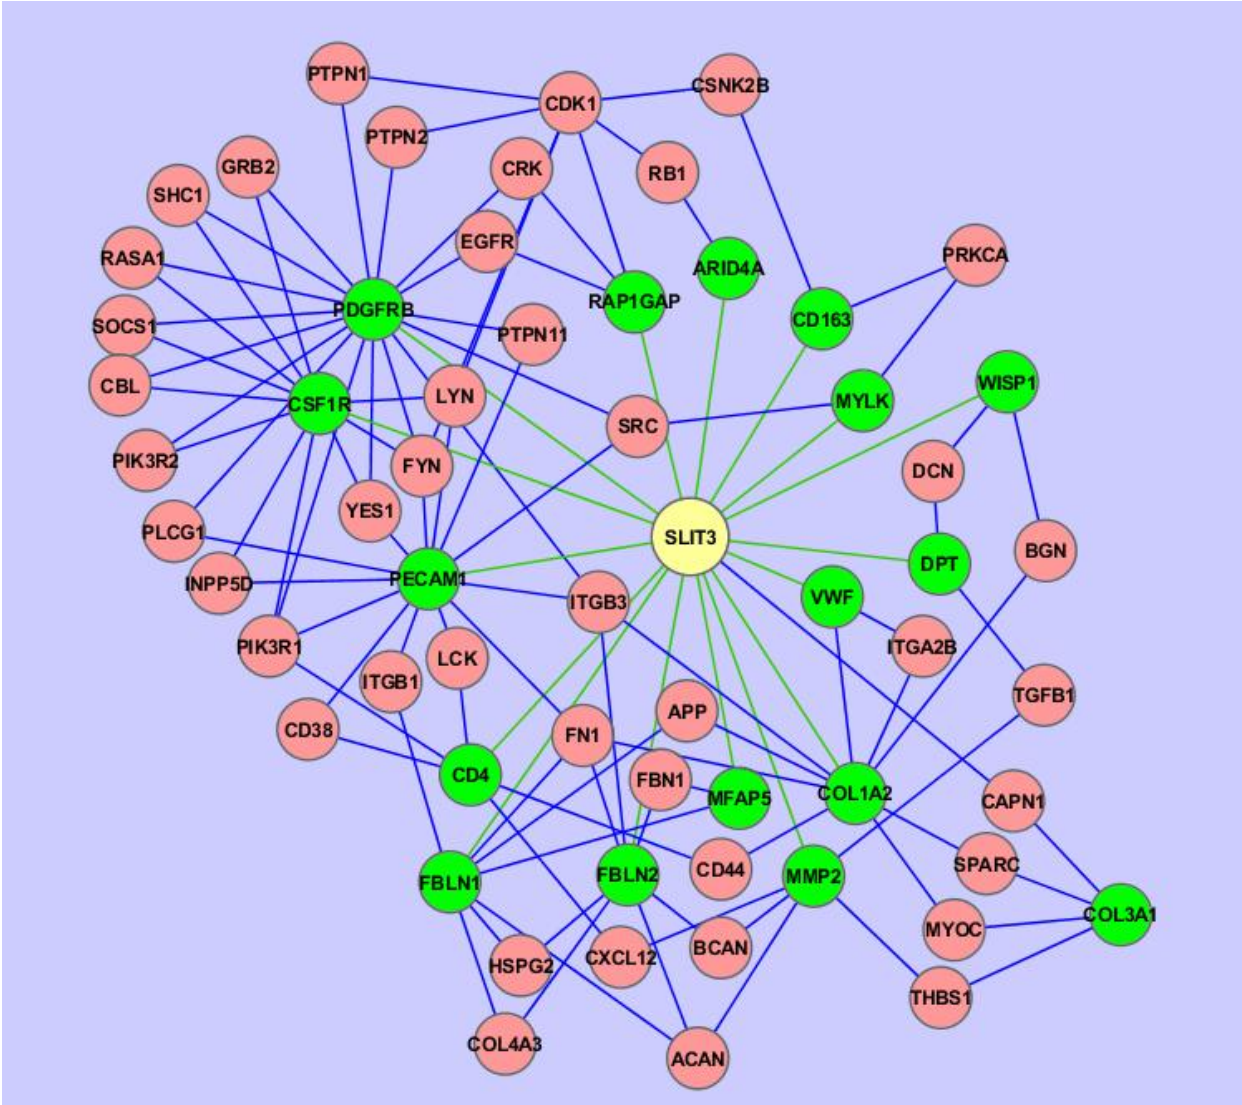 PTPN1
CSNK2B
CDK1
PTPN2
CRK
GRB2
RB1
SHC1
EGFR
PRKCA
RASA1
ARID4A
RAP1GAP
PDGFRB
CD163
SOCS1
PTPN11
CBL
WISP1
LYN
CSF1R
MYLK
SRC
PIK3R2
FYN
DCN
YES1
PLCG1
SLIT3
BGN
DPT
INPP5D
PECAM1
VWF
ITGB3
PIK3R1
ITGA2B
LCK
ITGB1
TGFB1
APP
CD38
FN1
CD4
FBN1
MFAP5
COL1A2
CAPN1
SPARC
CD44
FBLN1
FBLN2
MMP2
COL3A1
MYOC
BCAN
CXCL12
HSPG2
THBS1
COL4A3
ACAN